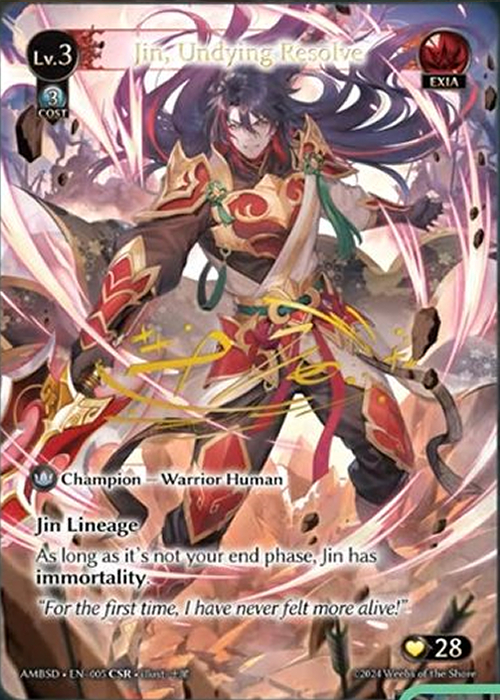 Lv.3
Jin, Undying Resolve
EXIA
3
COST
Champion — Warrior Human
Jin Lineage
As long as it's not your end phase, Jin has
immortality.
"For the first time, I have never felt more alive!"
28
AMBSD • EN-005 CSR • illust.
©2024 Weebs of the Shore